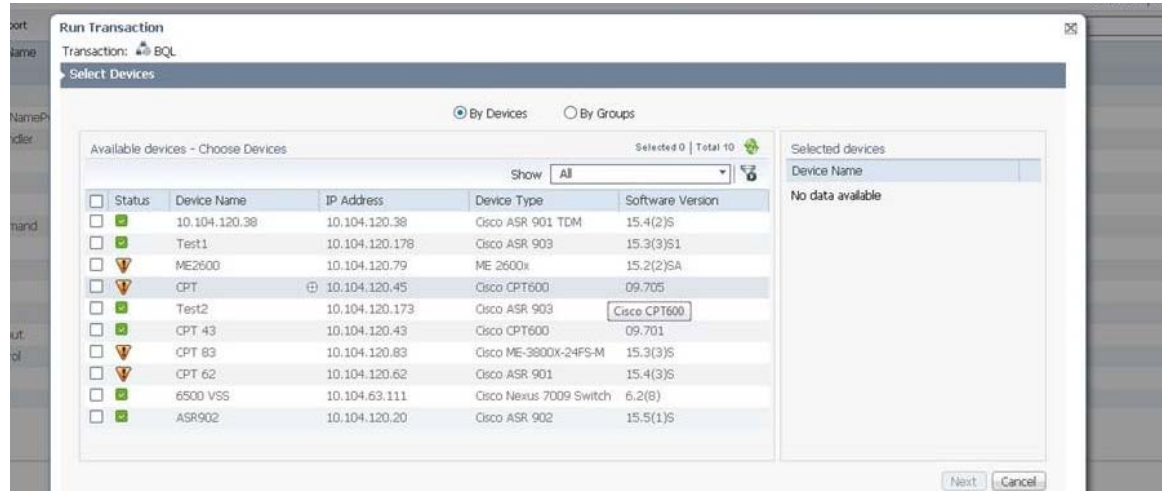 port
Run Transaction
Transaction: BQL
Select Devices
By Devices By Groups
Available devices - Choose Devices Selected 0 | Total 10
Show All
Status Device Name IP Address Device Type Software Version
10.104.120.38 10.104.120.38 Cisco ASR 901 TDM 15.4(2)S
Test1 10.104.120.178 Cisco ASR 903 15.3(3)S1
ME2600 10.104.120.79 ME 2600x 15.2(2)SA
CPT 10.104.120.45 Cisco CPT600 09.705
Test2 10.104.120.173 Cisco ASR 903
Cisco CPT600
CPT 43 10.104.120.43 Cisco CPT600 09.701
CPT 83 10.104.120.83 Cisco ME-3800X-24FS-M 15.3(3)S
CPT 62 10.104.120.62 Cisco ASR 901 15.4(3)S
6500 VSS 10.104.63.111 Cisco Nexus 7009 Switch 6.2(8)
ASR902 10.104.120.20 Cisco ASR 902 15.5(1)S
Selected devices
Device Name
No data available
Next Cancel